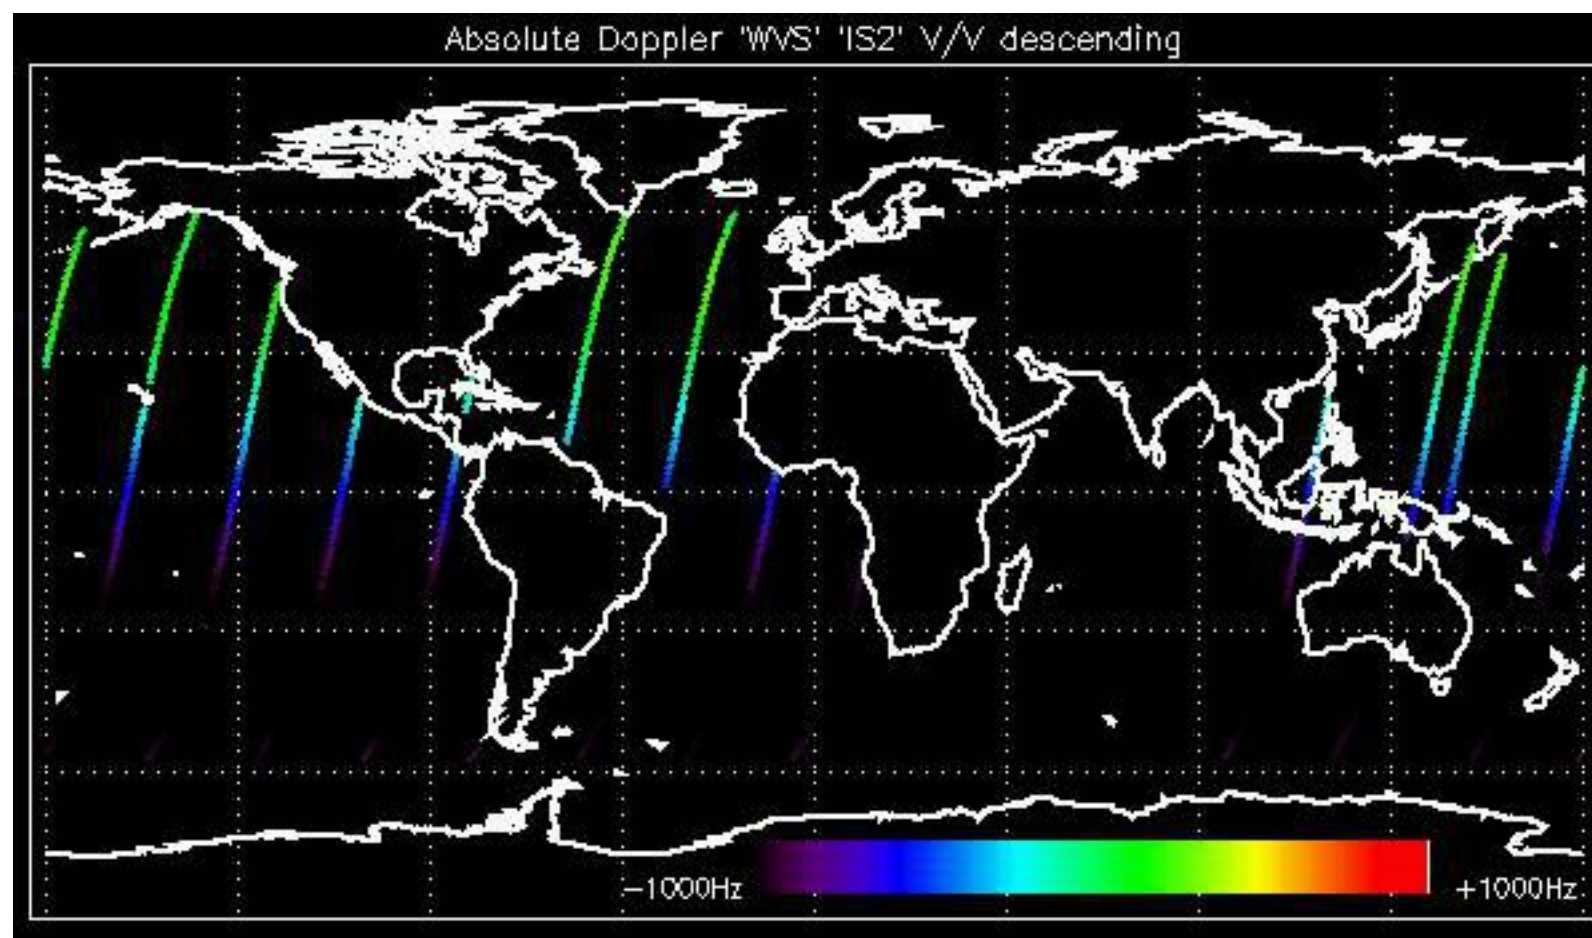 Absolute Doppler 'WVS' 'IS2' V/V descending
-1000Hz +1000Hz